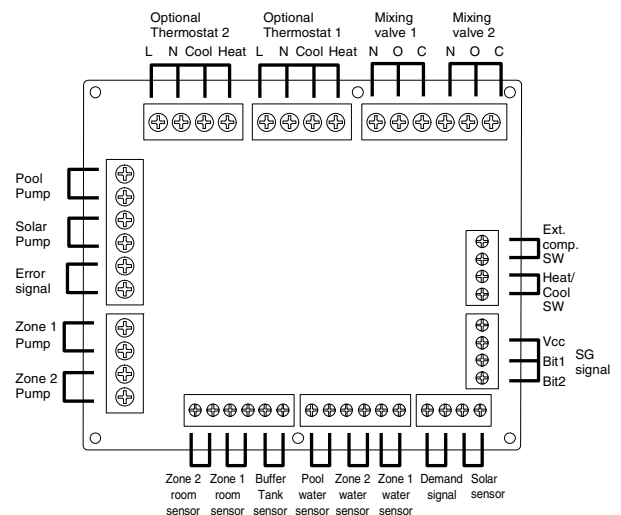 Optional
Thermostat 2
Optional
Thermostat 1
Mixing
valve 1
Mixing
valve 2
L N Cool Heat
L N Cool Heat
N O C
N O C
Pool
Pump
Solar
Pump
Error
signal
Zone 1
Pump
Zone 2
Pump
Ext.
comp.
SW
Heat/
Cool
SW
Vcc
Bit1
Bit2
SG
signal
Zone 2
room
sensor
Zone 1
room
sensor
Buffer
Tank
sensor
Pool
water
sensor
Zone 2
water
sensor
Zone 1
water
sensor
Demand
signal
Solar
sensor